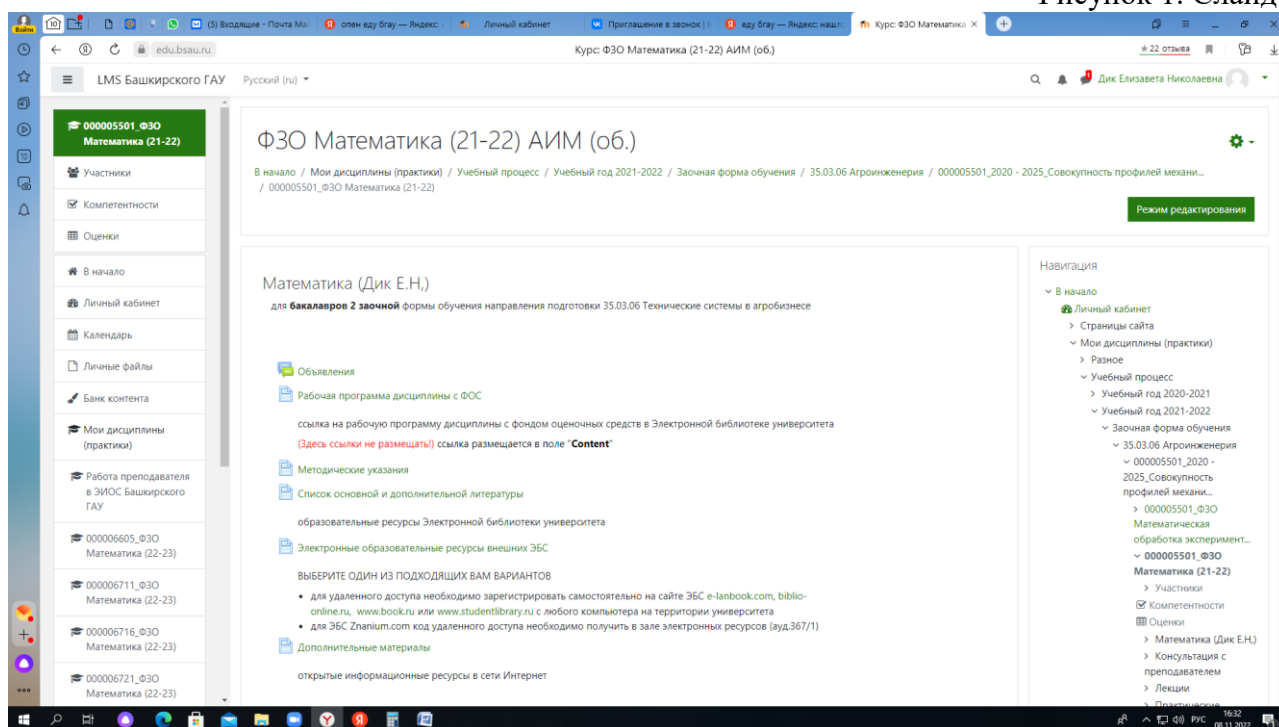 Рисунок 1. Слайд
Войти
10
(5) Входящие - Почта Mai
опен еду бгау — Яндекс:
Личный кабинет
Приглашение в звонок |
еду бгау — Яндекс: нашл
Курс: ФЗО Математика
edu.bsau.ru
Курс: ФЗО Математика (21-22) АИМ (об.)
★ 22 отзыва
LMS Башкирского ГАУ
Русский (ru)
Дик Елизавета Николаевна
000005501_ФЗО
Математика (21-22)
Участники
Компетентности
Оценки
В начало
Личный кабинет
Календарь
Личные файлы
Банк контента
Мои дисциплины
(практики)
Работа преподавателя
в ЭИОС Башкирского
ГАУ
000006605_ФЗО
Математика (22-23)
000006711_ФЗО
Математика (22-23)
000006716_ФЗО
Математика (22-23)
000006721_ФЗО
Математика (22-23)
ФЗО Математика (21-22) АИМ (об.)
В начало / Мои дисциплины (практики) / Учебный процесс / Учебный год 2021-2022 / Заочная форма обучения / 35.03.06 Агроинженерия / 000005501_2020 - 2025_Совокупность профилей механи...
/ 000005501_ФЗО Математика (21-22)
Режим редактирования
Математика (Дик Е.Н,)
для бакалавров 2 заочной формы обучения направления подготовки 35.03.06 Технические системы в агробизнесе
Объявления
Рабочая программа дисциплины с ФОС
ссылка на рабочую программу дисциплины с фондом оценочных средств в Электронной библиотеке университета
(Здесь ссылки не размещать!) ссылка размещается в поле "Content"
Методические указания
Список основной и дополнительной литературы
образовательные ресурсы Электронной библиотеки университета
Электронные образовательные ресурсы внешних ЭБС
ВЫБЕРИТЕ ОДИН ИЗ ПОДХОДЯЩИХ ВАМ ВАРИАНТОВ
• для удаленного доступа необходимо зарегистрировать самостоятельно на сайте ЭБС e-lanbook.com, biblio-
online.ru, www.book.ru или www.studentlibrary.ru с любого компьютера на территории университета
• для ЭБС Znanium.com код удаленного доступа необходимо получить в зале электронных ресурсов (ауд.367/1)
Дополнительные материалы
открытые информационные ресурсы в сети Интернет
Навигация
В начало
Личный кабинет
Страницы сайта
Мои дисциплины (практики)
Разное
Учебный процесс
Учебный год 2020-2021
Учебный год 2021-2022
Заочная форма обучения
35.03.06 Агроинженерия
000005501_2020 -
2025_Совокупность
профилей механи...
000005501_ФЗО
Математическая
обработка эксперимент...
000005501_ФЗО
Математика (21-22)
Участники
Компетентности
Оценки
Математика (Дик Е.Н,)
Консультация с
преподавателем
Лекции
Практические
РУС
16:32
08.11.2022